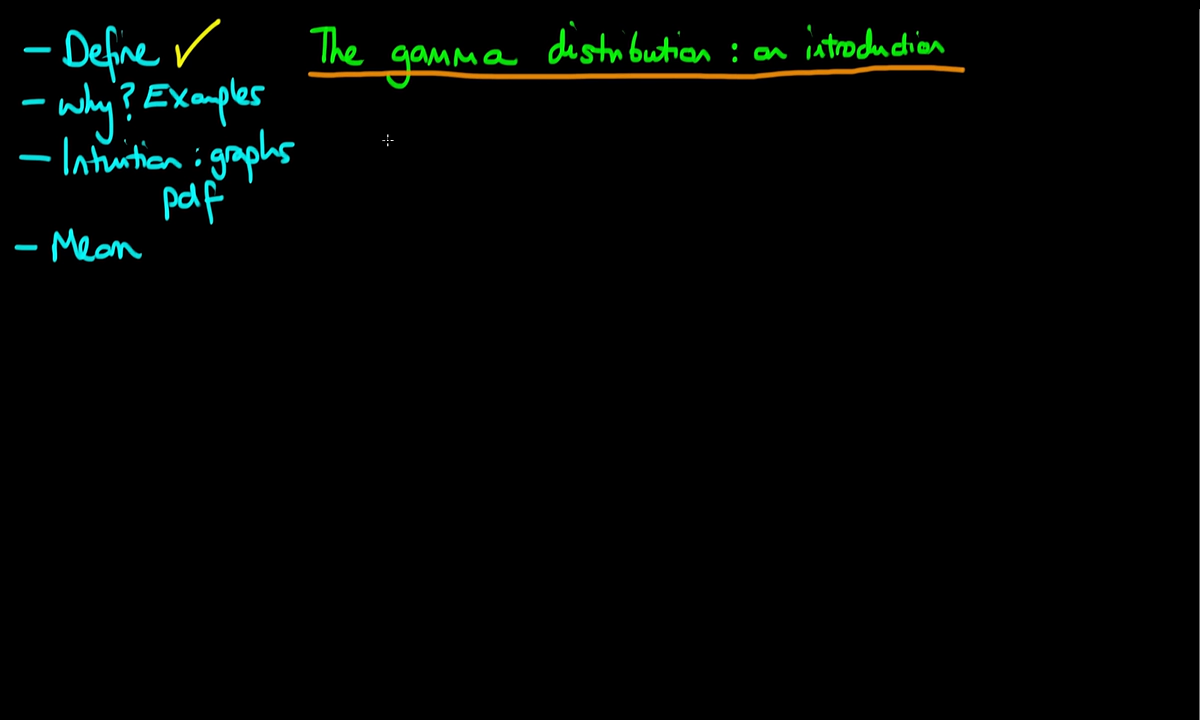 The gamma distribution : an introduction
- Define ✓
- why? Examples
- Intuition : graphs
pdf
- Mean